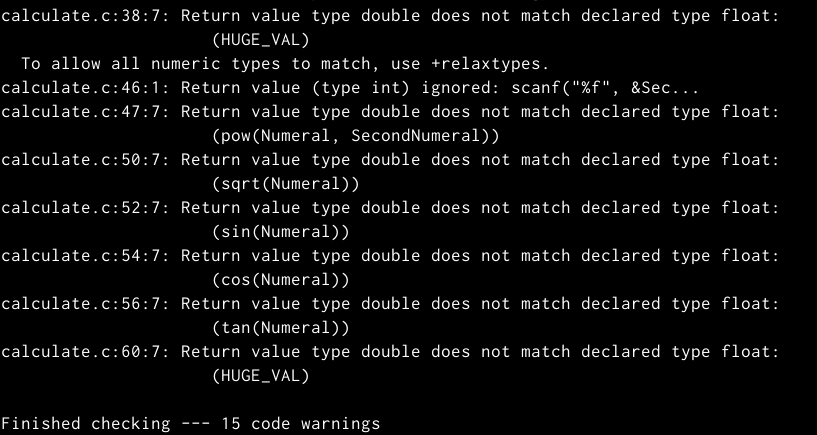 calculate.c:38:7: Return value type double does not match declared type float:
(HUGE_VAL)
To allow all numeric types to match, use +relaxtypes.
calculate.c:46:1: Return value (type int) ignored: scanf("%f", &Sec...
calculate.c:47:7: Return value type double does not match declared type float:
(pow(Numeral, SecondNumeral))
calculate.c:50:7: Return value type double does not match declared type float:
(sqrt(Numeral))
calculate.c:52:7: Return value type double does not match declared type float:
(sin(Numeral))
calculate.c:54:7: Return value type double does not match declared type float:
(cos(Numeral))
calculate.c:56:7: Return value type double does not match declared type float:
(tan(Numeral))
calculate.c:60:7: Return value type double does not match declared type float:
(HUGE_VAL)
Finished checking --- 15 code warnings